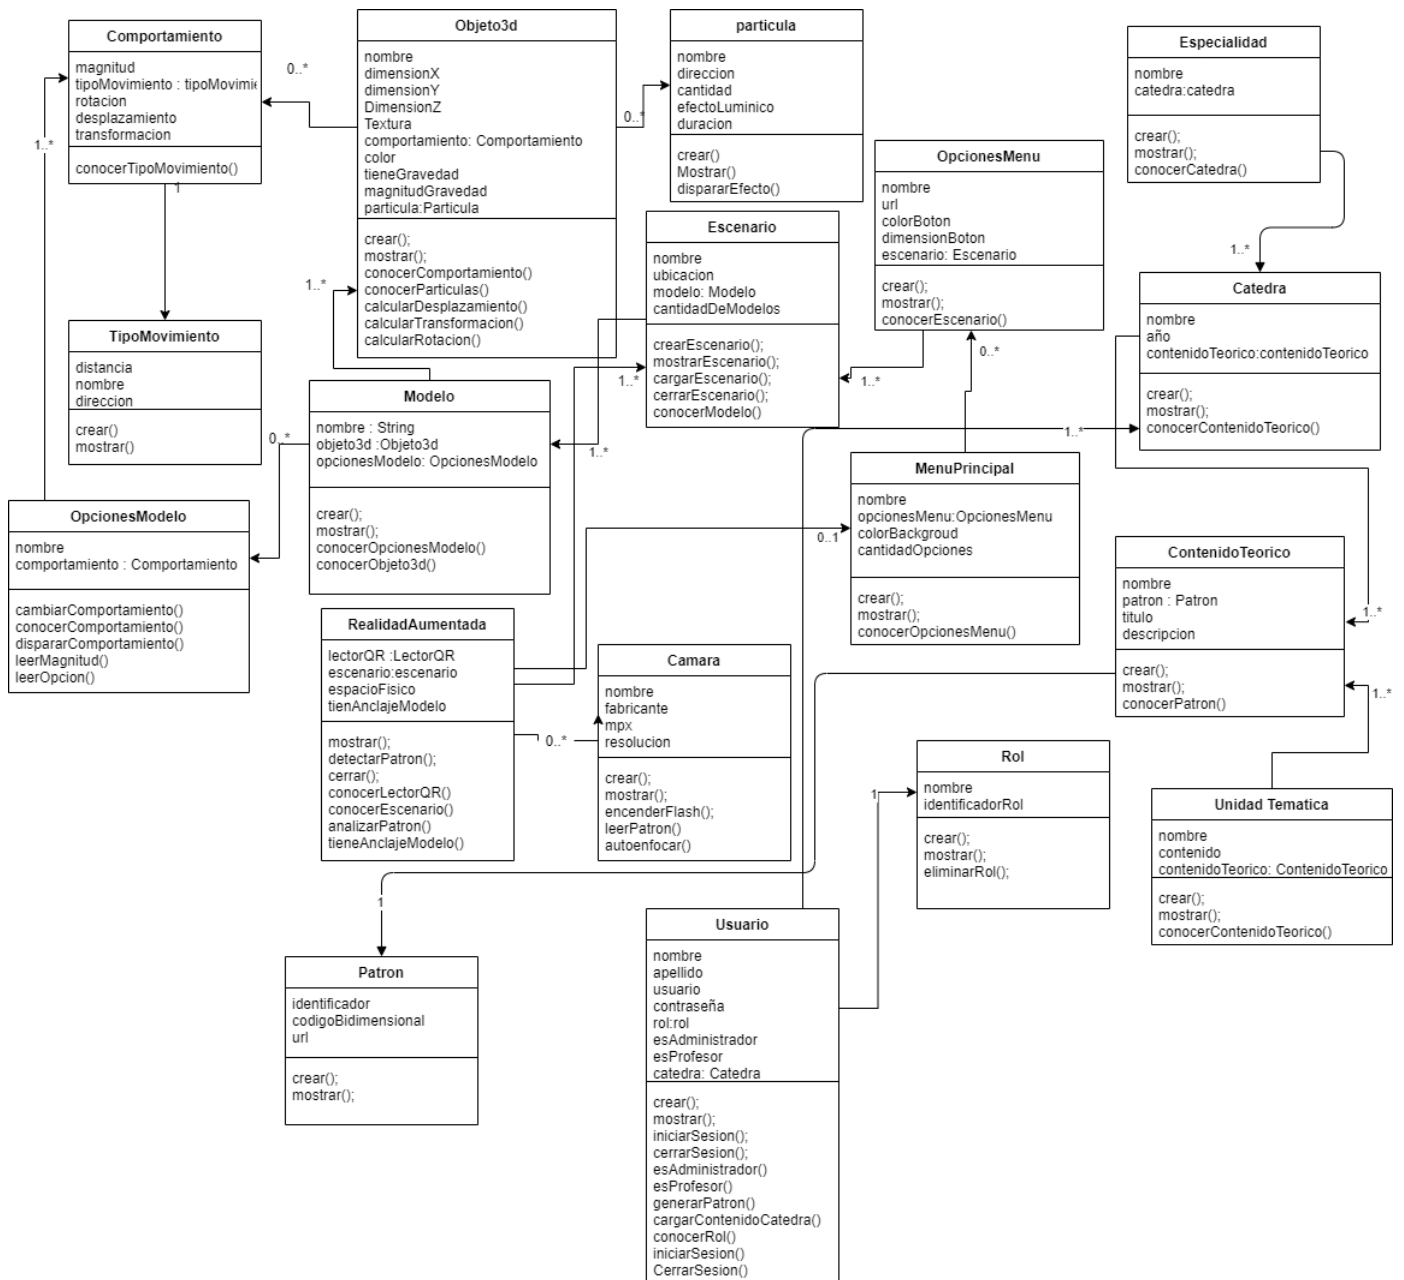 Comportamiento
magnitud
tipoMovimiento : tipoMovimie
rotacion
desplazamiento
transformacion
conocerTipoMovimiento()
1
0..*
1..*
Objeto3d
nombre
dimensionX
dimensionY
DimensionZ
Textura
comportamiento: Comportamiento
color
tieneGravedad
magnitudGravedad
particula:Particula
crear();
mostrar();
conocerComportamiento()
conocerParticulas()
calcularDesplazamiento()
calcularTransformacion()
calcularRotacion()
0..*
1..*
particula
nombre
direccion
cantidad
efectoLuminico
duracion
crear()
Mostrar()
dispararEfecto()
Especialidad
nombre
catedra:catedra
crear();
mostrar();
conocerCatedra()
1..*
OpcionesMenu
nombre
url
colorBoton
dimensionBoton
escenario: Escenario
crear();
mostrar();
conocerEscenario()
0..*
1..*
Escenario
nombre
ubicacion
modelo: Modelo
cantidadDeModelos
crearEscenario();
mostrarEscenario();
cargarEscenario();
cerrarEscenario();
conocerModelo()
1..*
1..*
Catedra
nombre
año
contenidoTeorico:contenidoTeorico
crear();
mostrar();
conocerContenidoTeorico()
1..*
TipoMovimiento
distancia
nombre
direccion
crear()
mostrar()
Modelo
nombre : String
objeto3d :Objeto3d
opcionesModelo: OpcionesModelo
crear();
mostrar();
conocerOpcionesModelo()
conocerObjeto3d()
0..*
MenuPrincipal
nombre
opcionesMenu:OpcionesMenu
colorBackgroud
cantidadOpciones
crear();
mostrar();
conocerOpcionesMenu()
0..1
OpcionesModelo
nombre
comportamiento : Comportamiento
cambiarComportamiento()
conocerComportamiento()
dispararComportamiento()
leerMagnitud()
leerOpcion()
ContenidoTeorico
nombre
patron : Patron
titulo
descripcion
crear();
mostrar();
conocerPatron()
1..*
1..*
RealidadAumentada
lectorQR :LectorQR
escenario:escenario
espacioFisico
tienAnclajeModelo
mostrar();
detectarPatron();
cerrar();
conocerLectorQR()
conocerEscenario()
analizarPatron()
tieneAnclajeModelo()
0..*
Camara
nombre
fabricante
mpx
resolucion
crear();
mostrar();
encenderFlash();
leerPatron()
autoenfocar()
Rol
nombre
identificadorRol
crear();
mostrar();
eliminarRol();
1
Unidad Tematica
nombre
contenido
contenidoTeorico: ContenidoTeorico
crear();
mostrar();
conocerContenidoTeorico()
1
Patron
identificador
codigoBidimensional
url
crear();
mostrar();
Usuario
nombre
apellido
usuario
contraseña
rol:rol
esAdministrador
esProfesor
catedra: Catedra
crear();
mostrar();
iniciarSesion();
cerrarSesion();
esAdministrador()
esProfesor()
generarPatron()
cargarContenidoCatedra()
conocerRol()
iniciarSesion()
CerrarSesion()